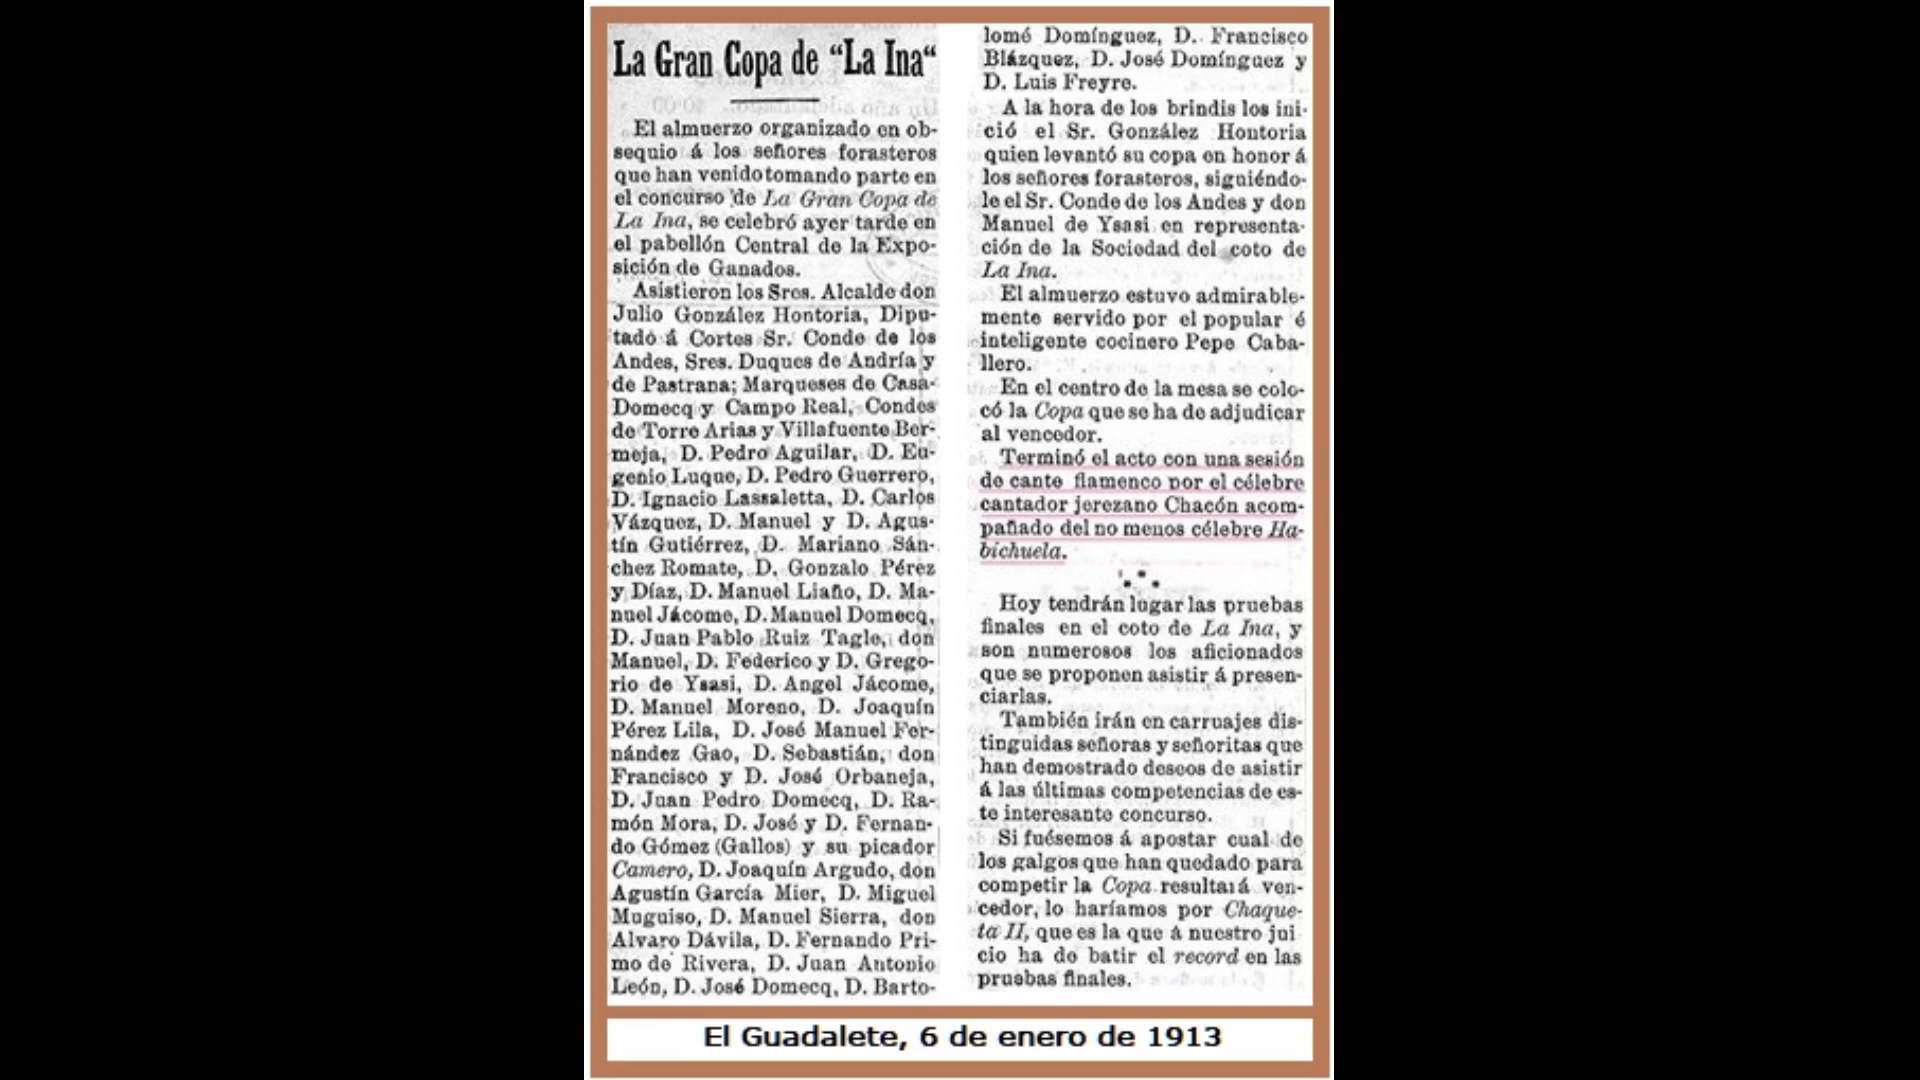 La Gran Copa de “La Ina“
El almuerzo organizado en ob-
sequio á los señores forasteros
que han venido tomando parte en
el concurso de La Gran Copa de
La Ina, se celebró ayer tarde en
el pabellón Central de la Expo-
sición de Ganados.
Asistieron los Sres. Alcalde don
Julio González Hontoria, Dipu-
tado á Cortes Sr. Conde de los
Andes, Sres. Duques de Andría y
de Pastrana; Marqueses de Casa-
Domecq y Campo Real, Condes
de Torre Arias y Villafuente Ber-
meja, D. Pedro Aguilar, D. Eu-
genio Luque, D. Pedro Guerrero,
D. Ignacio Lassaletta, D. Carlos
Vázquez, D. Manuel y D. Agus-
tín Gutiérrez, D. Mariano Sán-
chez Romate, D. Gonzalo Pérez
y Díaz, D. Manuel Liaño, D. Ma-
nuel Jácome, D. Manuel Domecq,
D. Juan Pablo Ruiz Tagle, don
Manuel, D. Federico y D. Grego-
rio de Ysasi, D. Angel Jácome,
D. Manuel Moreno, D. Joaquín
Pérez Lila, D. José Manuel Fer-
nández Gao, D. Sebastián, don
Francisco y D. José Orbaneja,
D. Juan Pedro Domecq, D. Ra-
món Mora, D. José y D. Fernan-
do Gómez (Gallos) y su picador
Camero, D. Joaquín Argudo, don
Agustín García Mier, D. Miguel
Muguiso, D. Manuel Sierra, don
Alvaro Dávila, D. Fernando Pri-
mo de Rivera, D. Juan Antonio
León, D. José Domecq, D. Barto-
lomé Domínguez, D. Francisco
Blázquez, D. José Domínguez y
D. Luis Freyre.
A la hora de los brindis los ini-
ció el Sr. González Hontoria
quien levantó su copa en honor á
los señores forasteros, siguiéndo-
le el Sr. Conde de los Andes y don
Manuel de Ysasi en representa-
ción de la Sociedad del coto de
La Ina.
El almuerzo estuvo admirable-
mente servido por el popular é
inteligente cocinero Pepe Caba-
llero.
En el centro de la mesa se colo-
có la Copa que se ha de adjudicar
al vencedor.
Terminó el acto con una sesión
de cante flamenco por el célebre
cantador jerezano Chacón acom-
pañado del no menos célebre Ha-
bichuela.
Hoy tendrán lugar las pruebas
finales en el coto de La Ina, y
son numerosos los aficionados
que se proponen asistir á presen-
ciarlas.
También irán en carruajes dis-
tinguidas señoras y señoritas que
han demostrado deseos de asistir
á las últimas competencias de es-
te interesante concurso.
Si fuésemos á apostar cual de
los galgos que han quedado para
competir la Copa resultará ven-
cedor, lo haríamos por Chaque-
ta II, que es la que á nuestro jui
cio ha de batir el record en las
pruebas finales.
El Guadalete, 6 de enero de 1913